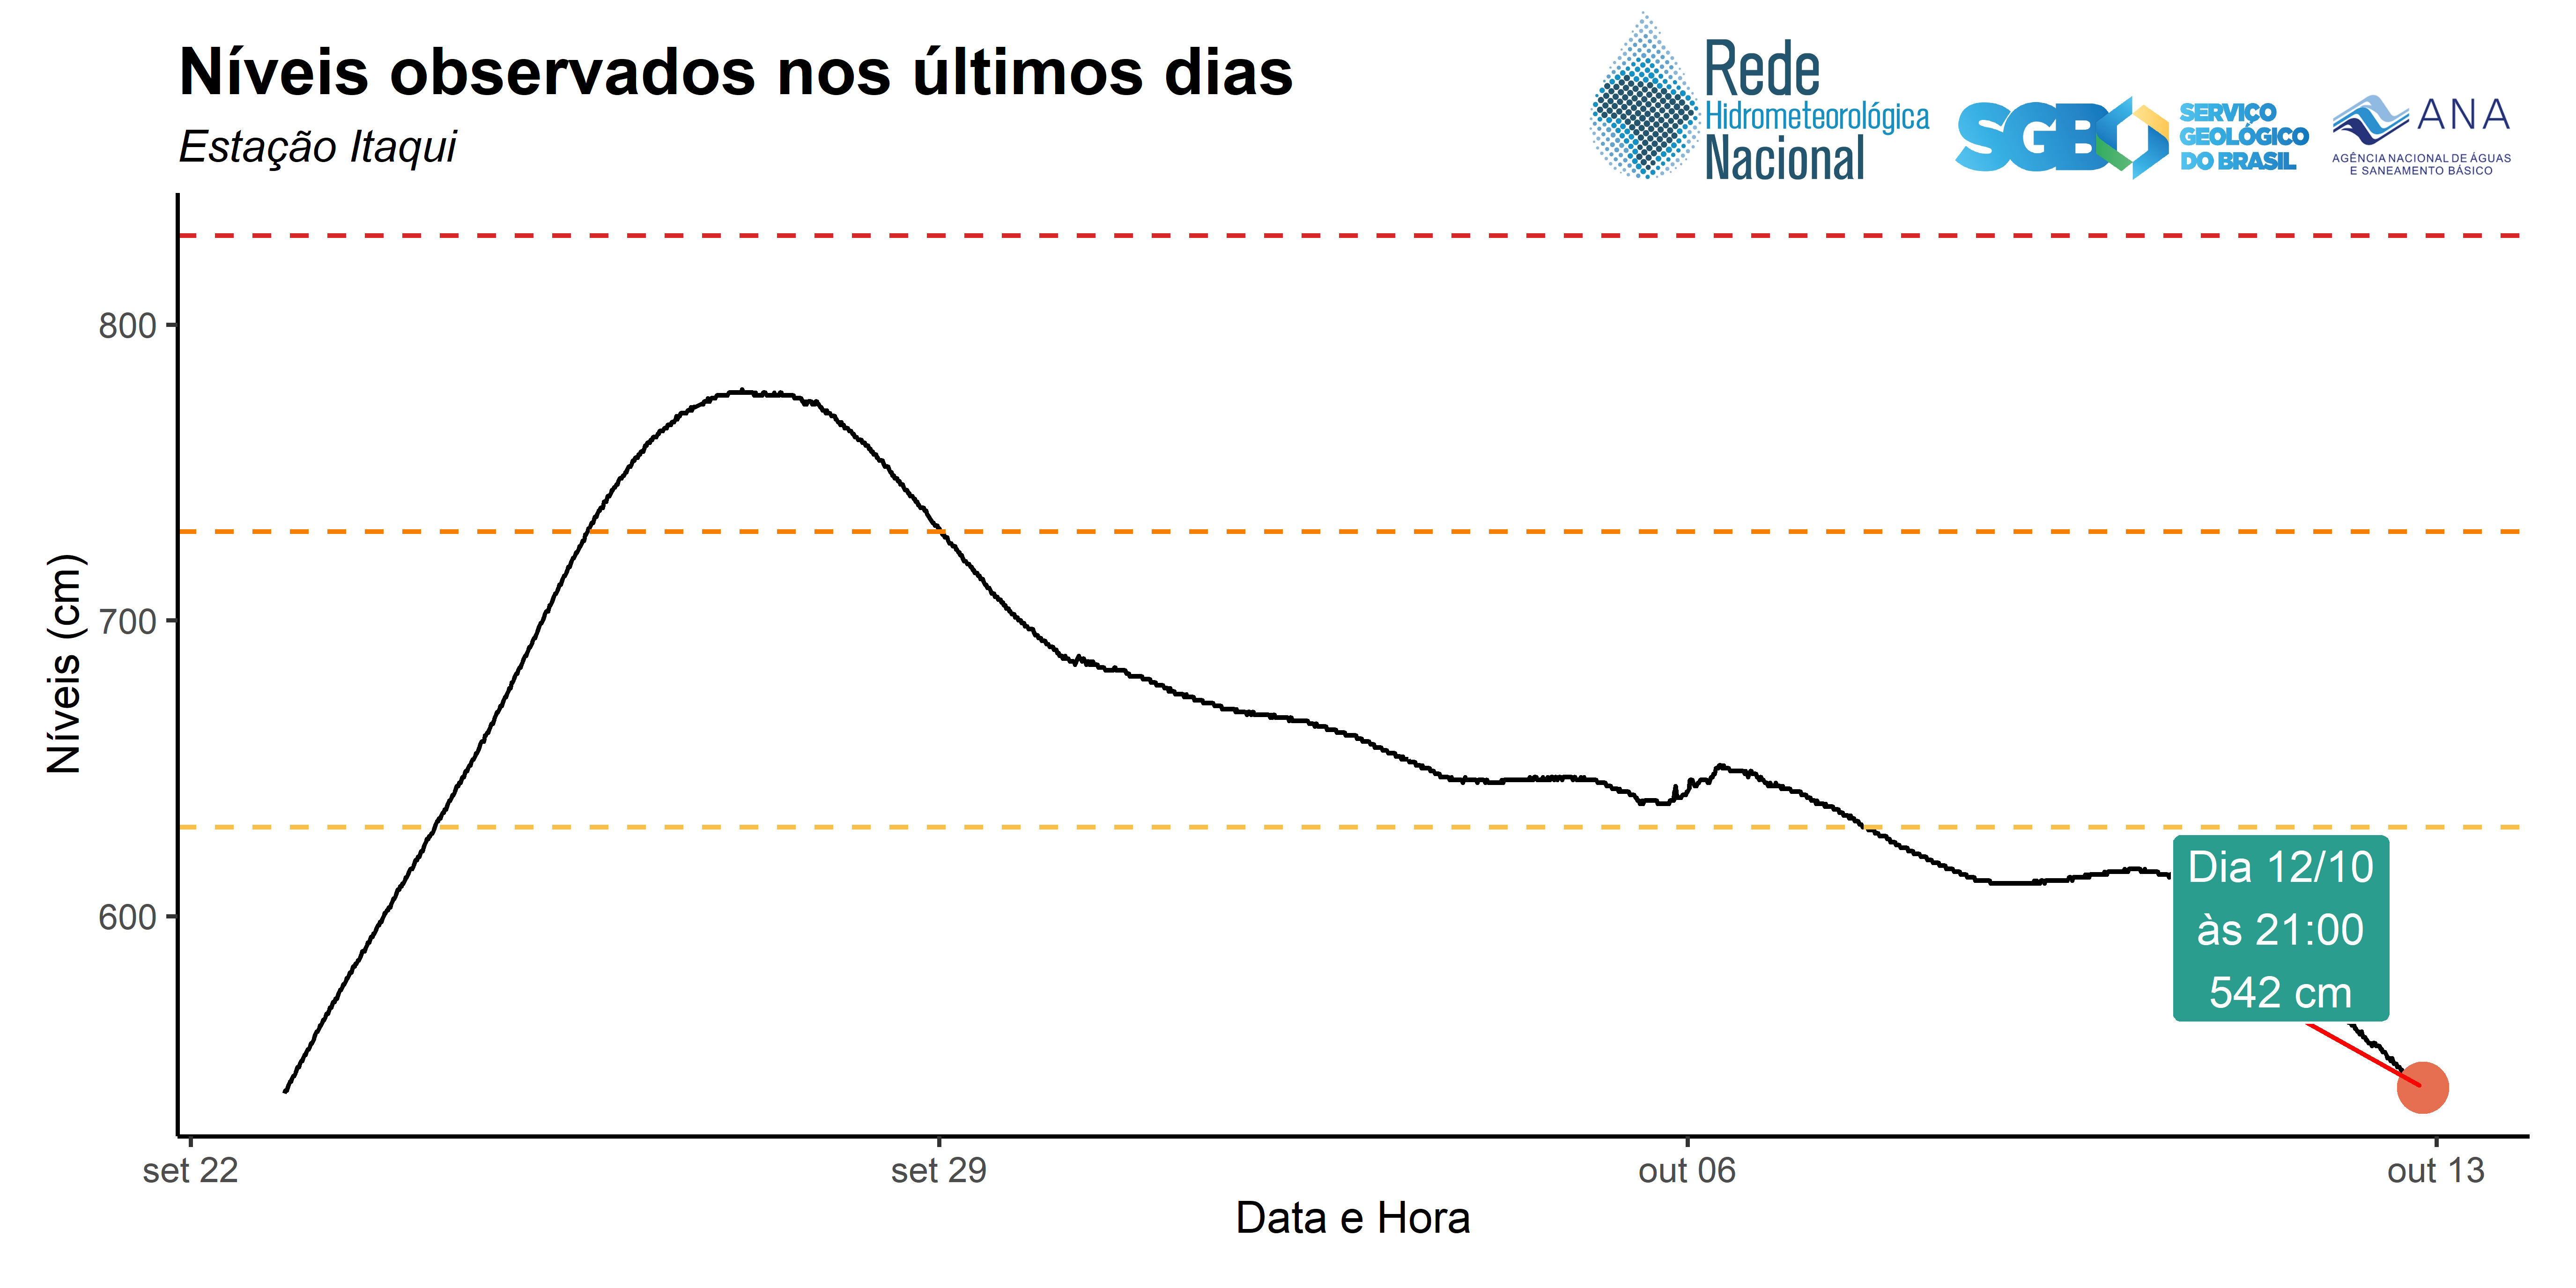 Níveis observados nos últimos dias
Estação Itaqui
Rede
Hidrometeorológica
Nacional
SGB
SERVIÇO
GEOLÓGICO
DO BRASIL
ANA
AGÊNCIA NACIONAL DE ÁGUAS
E SANEAMENTO BÁSICO
Níveis (cm)
800
700
600
Dia 12/10
às 21:00
542 cm
set 22
set 29
out 06
out 13
Data e Hora